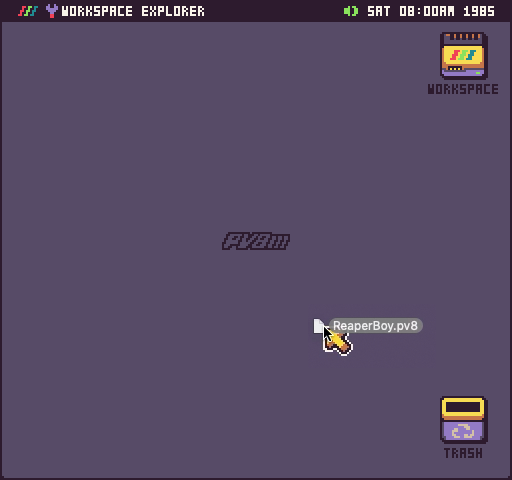 WORKSPACE EXPLORER
SAT 08:00AM 1985
WORKSPACE
PV8
ReaperBoy.pv8
TRASH